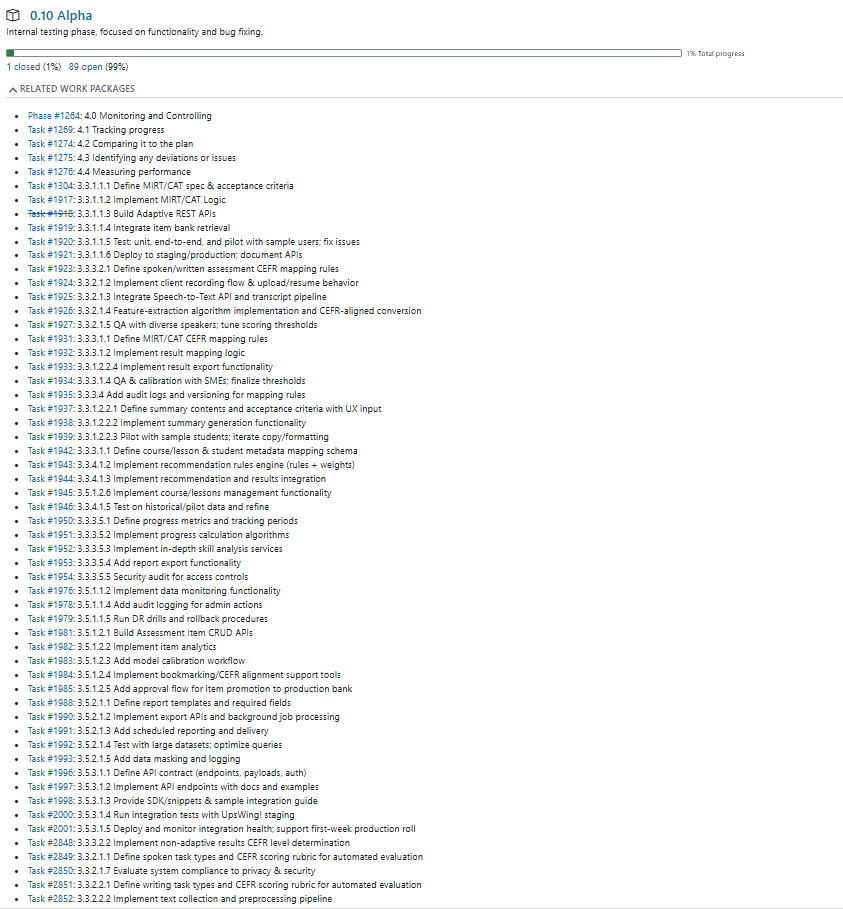 0.10 Alpha
Internal testing phase, focused on functionality and bug fixing.
1% Total progress
1 closed (1%) 89 open (99%)
RELATED WORK PACKAGES
Phase #1264: 4.0 Monitoring and Controlling
Task #1269: 4.1 Tracking progress
Task #1274: 4.2 Comparing it to the plan
Task #1275: 4.3 Identifying any deviations or issues
Task #1276: 4.4 Measuring performance
Task #1304: 3.3.1.1.1 Define MIRT/CAT spec & acceptance criteria
Task #1917: 3.3.1.1.2 Implement MIRT/CAT Logic
Task #1918: 3.3.1.1.3 Build Adaptive REST APIs
Task #1919: 3.3.1.1.4 Integrate item bank retrieval
Task #1920: 3.3.1.1.5 Test: unit, end-to-end, and pilot with sample users; fix issues
Task #1921: 3.3.1.1.6 Deploy to staging/production; document APIs
Task #1923: 3.3.3.2.1 Define spoken/written assessment CEFR mapping rules
Task #1924: 3.3.2.1.2 Implement client recording flow & upload/resume behavior
Task #1925: 3.3.2.1.3 Integrate Speech-to-Text API and transcript pipeline
Task #1926: 3.3.2.1.4 Feature-extraction algorithm implementation and CEFR-aligned conversion
Task #1927: 3.3.2.1.5 QA with diverse speakers; tune scoring thresholds
Task #1931: 3.3.3.1.1 Define MIRT/CAT CEFR mapping rules
Task #1932: 3.3.3.1.2 Implement result mapping logic
Task #1933: 3.3.1.2.2.4 Implement result export functionality
Task #1934: 3.3.3.1.4 QA & calibration with SMEs; finalize thresholds
Task #1935: 3.3.3.4 Add audit logs and versioning for mapping rules
Task #1937: 3.3.1.2.2.1 Define summary contents and acceptance criteria with UX input
Task #1938: 3.3.1.2.2.2 Implement summary generation functionality
Task #1939: 3.3.1.2.2.3 Pilot with sample students; iterate copy/formatting
Task #1942: 3.3.3.1.1 Define course/lesson & student metadata mapping schema
Task #1943: 3.3.4.1.2 Implement recommendation rules engine (rules + weights)
Task #1944: 3.3.4.1.3 Implement recommendation and results integration
Task #1945: 3.5.1.2.6 Implement course/lessons management functionality
Task #1946: 3.3.4.1.5 Test on historical/pilot data and refine
Task #1950: 3.3.3.5.1 Define progress metrics and tracking periods
Task #1951: 3.3.3.5.2 Implement progress calculation algorithms
Task #1952: 3.3.3.5.3 Implement in-depth skill analysis services
Task #1953: 3.3.3.5.4 Add report export functionality
Task #1954: 3.3.3.5.5 Security audit for access controls
Task #1976: 3.5.1.1.2 Implement data monitoring functionality
Task #1978: 3.5.1.1.4 Add audit logging for admin actions
Task #1979: 3.5.1.1.5 Run DR drills and rollback procedures
Task #1981: 3.5.1.2.1 Build Assessment Item CRUD APIs
Task #1982: 3.5.1.2.2 Implement item analytics
Task #1983: 3.5.1.2.3 Add model calibration workflow
Task #1984: 3.5.1.2.4 Implement bookmarking/CEFR alignment support tools
Task #1985: 3.5.1.2.5 Add approval flow for item promotion to production bank
Task #1988: 3.5.2.1.1 Define report templates and required fields
Task #1990: 3.5.2.1.2 Implement export APIs and background job processing
Task #1991: 3.5.2.1.3 Add scheduled reporting and delivery
Task #1992: 3.5.2.1.4 Test with large datasets; optimize queries
Task #1993: 3.5.2.1.5 Add data masking and logging
Task #1996: 3.5.3.1.1 Define API contract (endpoints, payloads, auth)
Task #1997: 3.5.3.1.2 Implement API endpoints with docs and examples
Task #1998: 3.5.3.1.3 Provide SDK/snippets & sample integration guide
Task #2000: 3.5.3.1.4 Run integration tests with UpsWing! staging
Task #2001: 3.5.3.1.5 Deploy and monitor integration health; support first-week production roll
Task #2848: 3.3.3.2.2 Implement non-adaptive results CEFR level determination
Task #2849: 3.3.2.1.1 Define spoken task types and CEFR scoring rubric for automated evaluation
Task #2850: 3.3.2.1.7 Evaluate system compliance to privacy & security
Task #2851: 3.3.2.2.1 Define writing task types and CEFR scoring rubric for automated evaluation
Task #2852: 3.3.2.2.2 Implement text collection and preprocessing pipeline